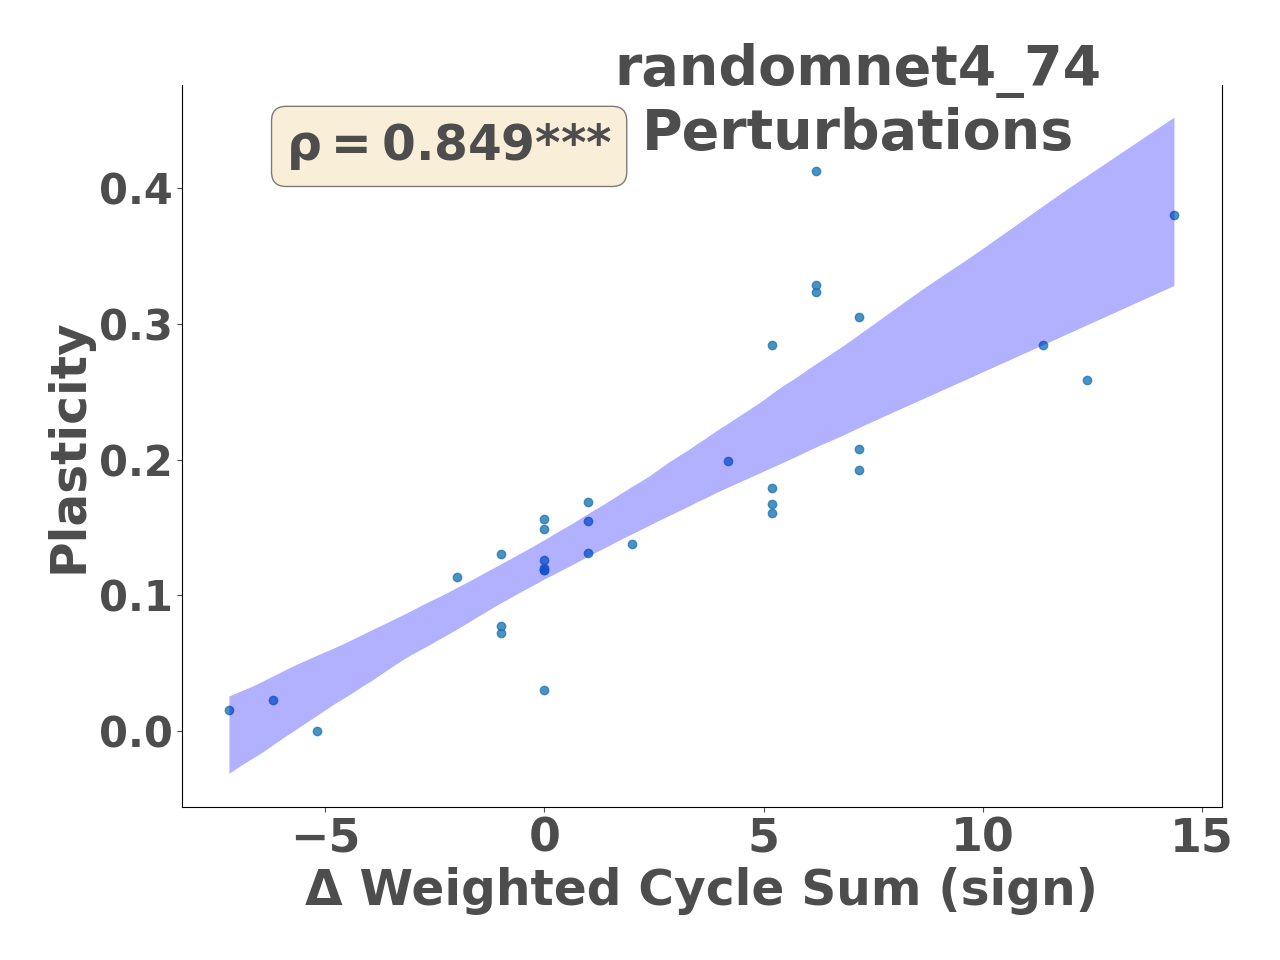 randomnet4_74
Perturbations
ρ = 0.849***
Plasticity
0.4
0.3
0.2
0.1
0.0
−5
0
5
10
15
Δ Weighted Cycle Sum (sign)